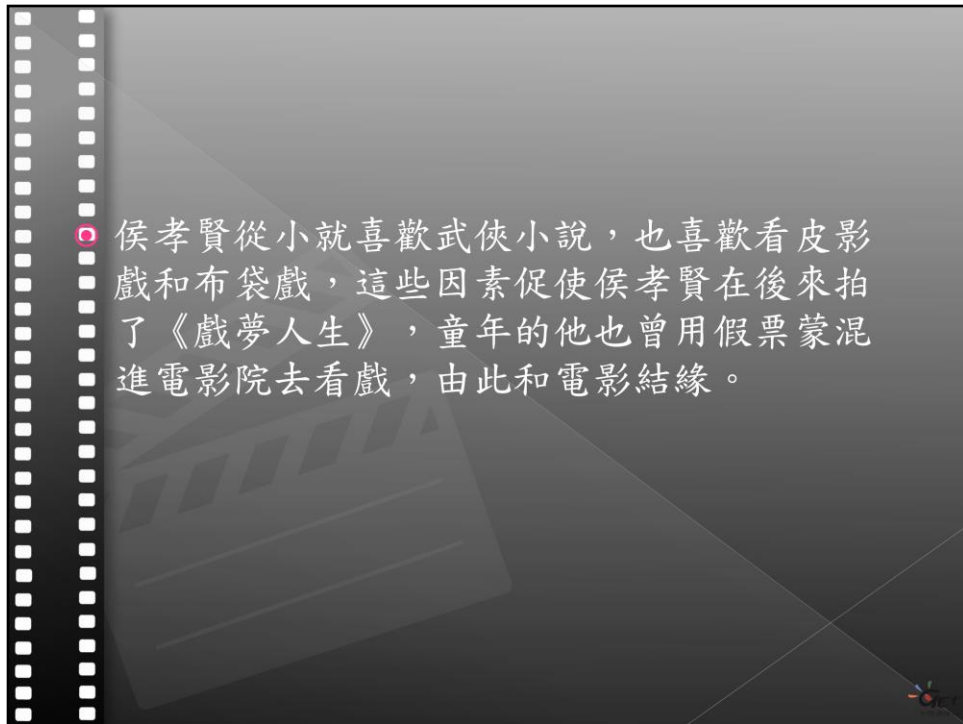 侯孝賢從小就喜歡武俠小說，也喜歡看皮影
戲和布袋戲，這些因素促使侯孝賢在後來拍
了《戲夢人生》，童年的他也曾用假票蒙混
進電影院去看戲，由此和電影結緣。